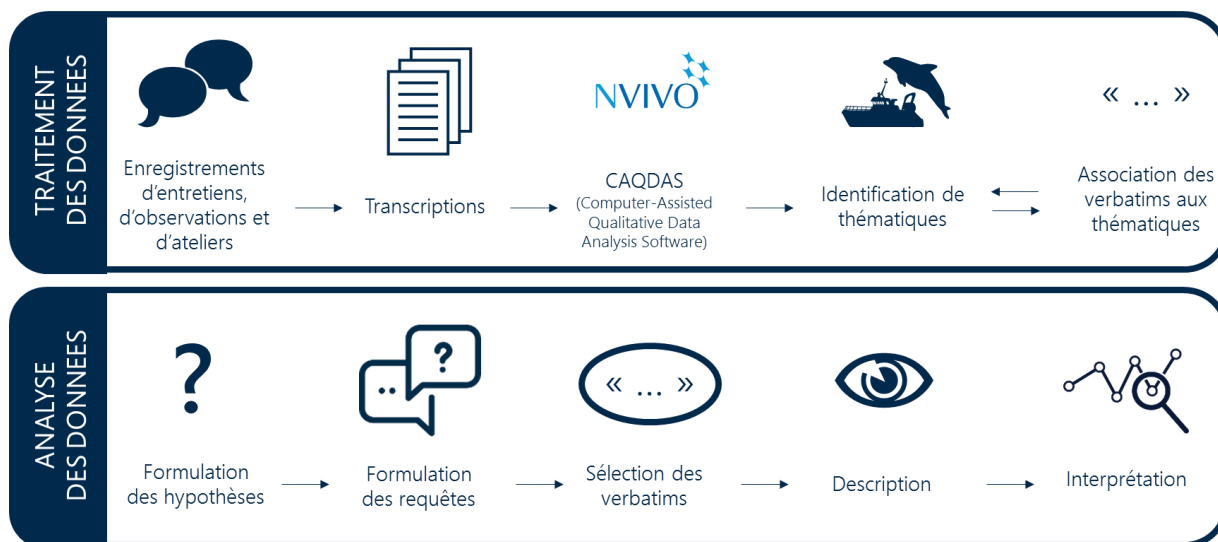 TRAITEMENT
DES DONNEES
NVIVO
« ... »
Enregistrements
d'entretiens,
d'observations et
d'ateliers
Transcriptions
CAQDAS
(Computer-Assisted
Qualitative Data
Analysis Software)
Identification de
thématiques
Association des
verbatims aux
thématiques
ANALYSE
DES DONNEES
?
?
« ... »
Formulation
des hypothèses
Formulation
des requêtes
Sélection des
verbatims
Description
Interprétation